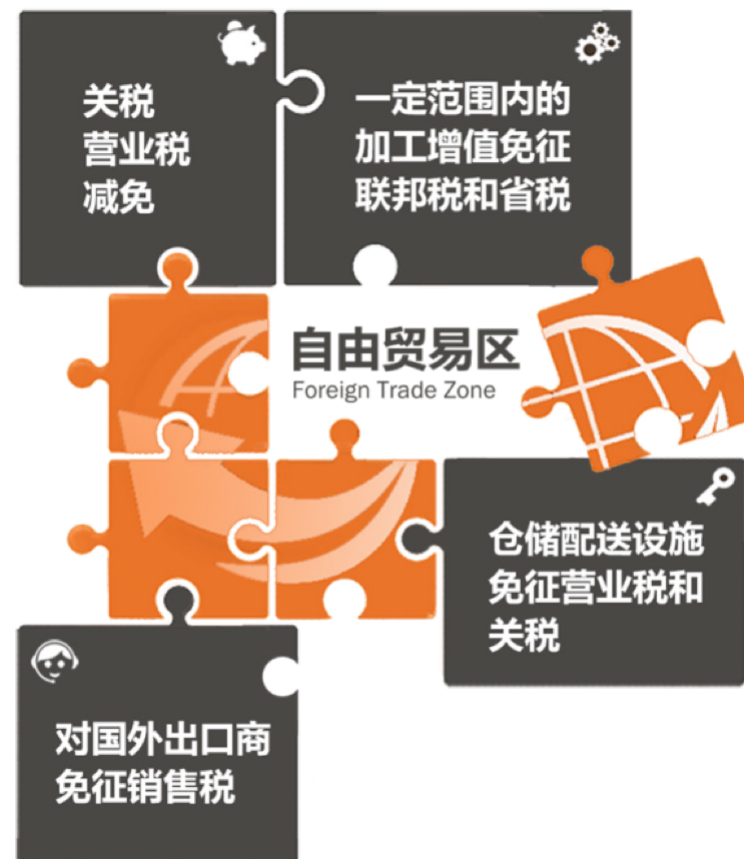 关税
营业税
减免
一定范围内的
加工增值免征
联邦税和省税
自由贸易区
Foreign Trade Zone
仓储配送设施
免征营业税和
关税
对国外出口商
免征销售税